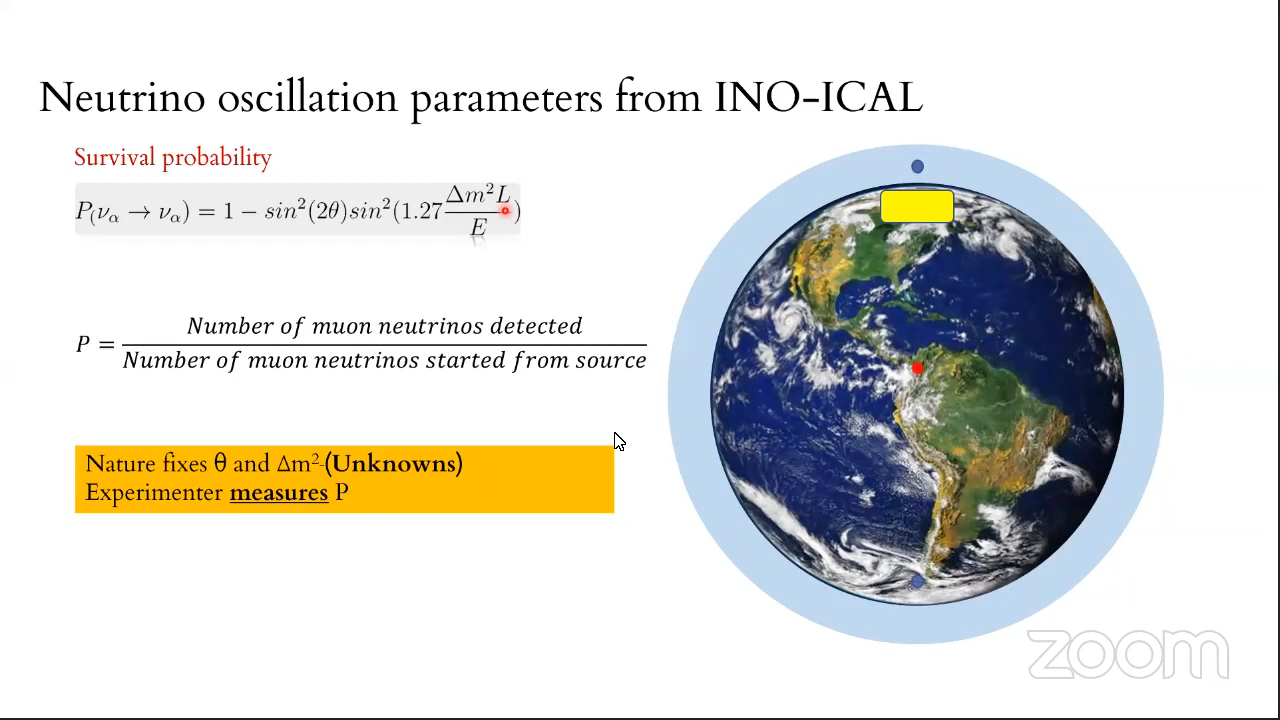 Neutrino oscillation parameters from INO-ICAL
Survival probability
P(ν_α → ν_α) = 1 − sin²(2θ)sin²(1.27 Δm²L/E)
P = Number of muon neutrinos detected / Number of muon neutrinos started from source
Nature fixes θ and Δm²-(Unknowns)
Experimenter measures P
zoom